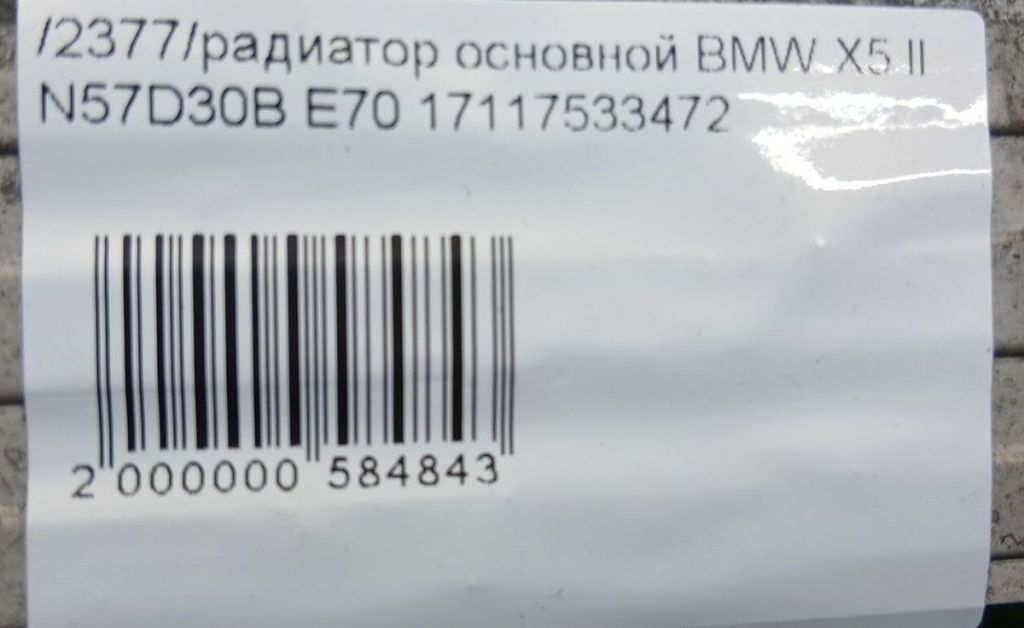 /2377/радиатор основной BMW X5 II
N57D30B E70 17117533472
2 000000 584843